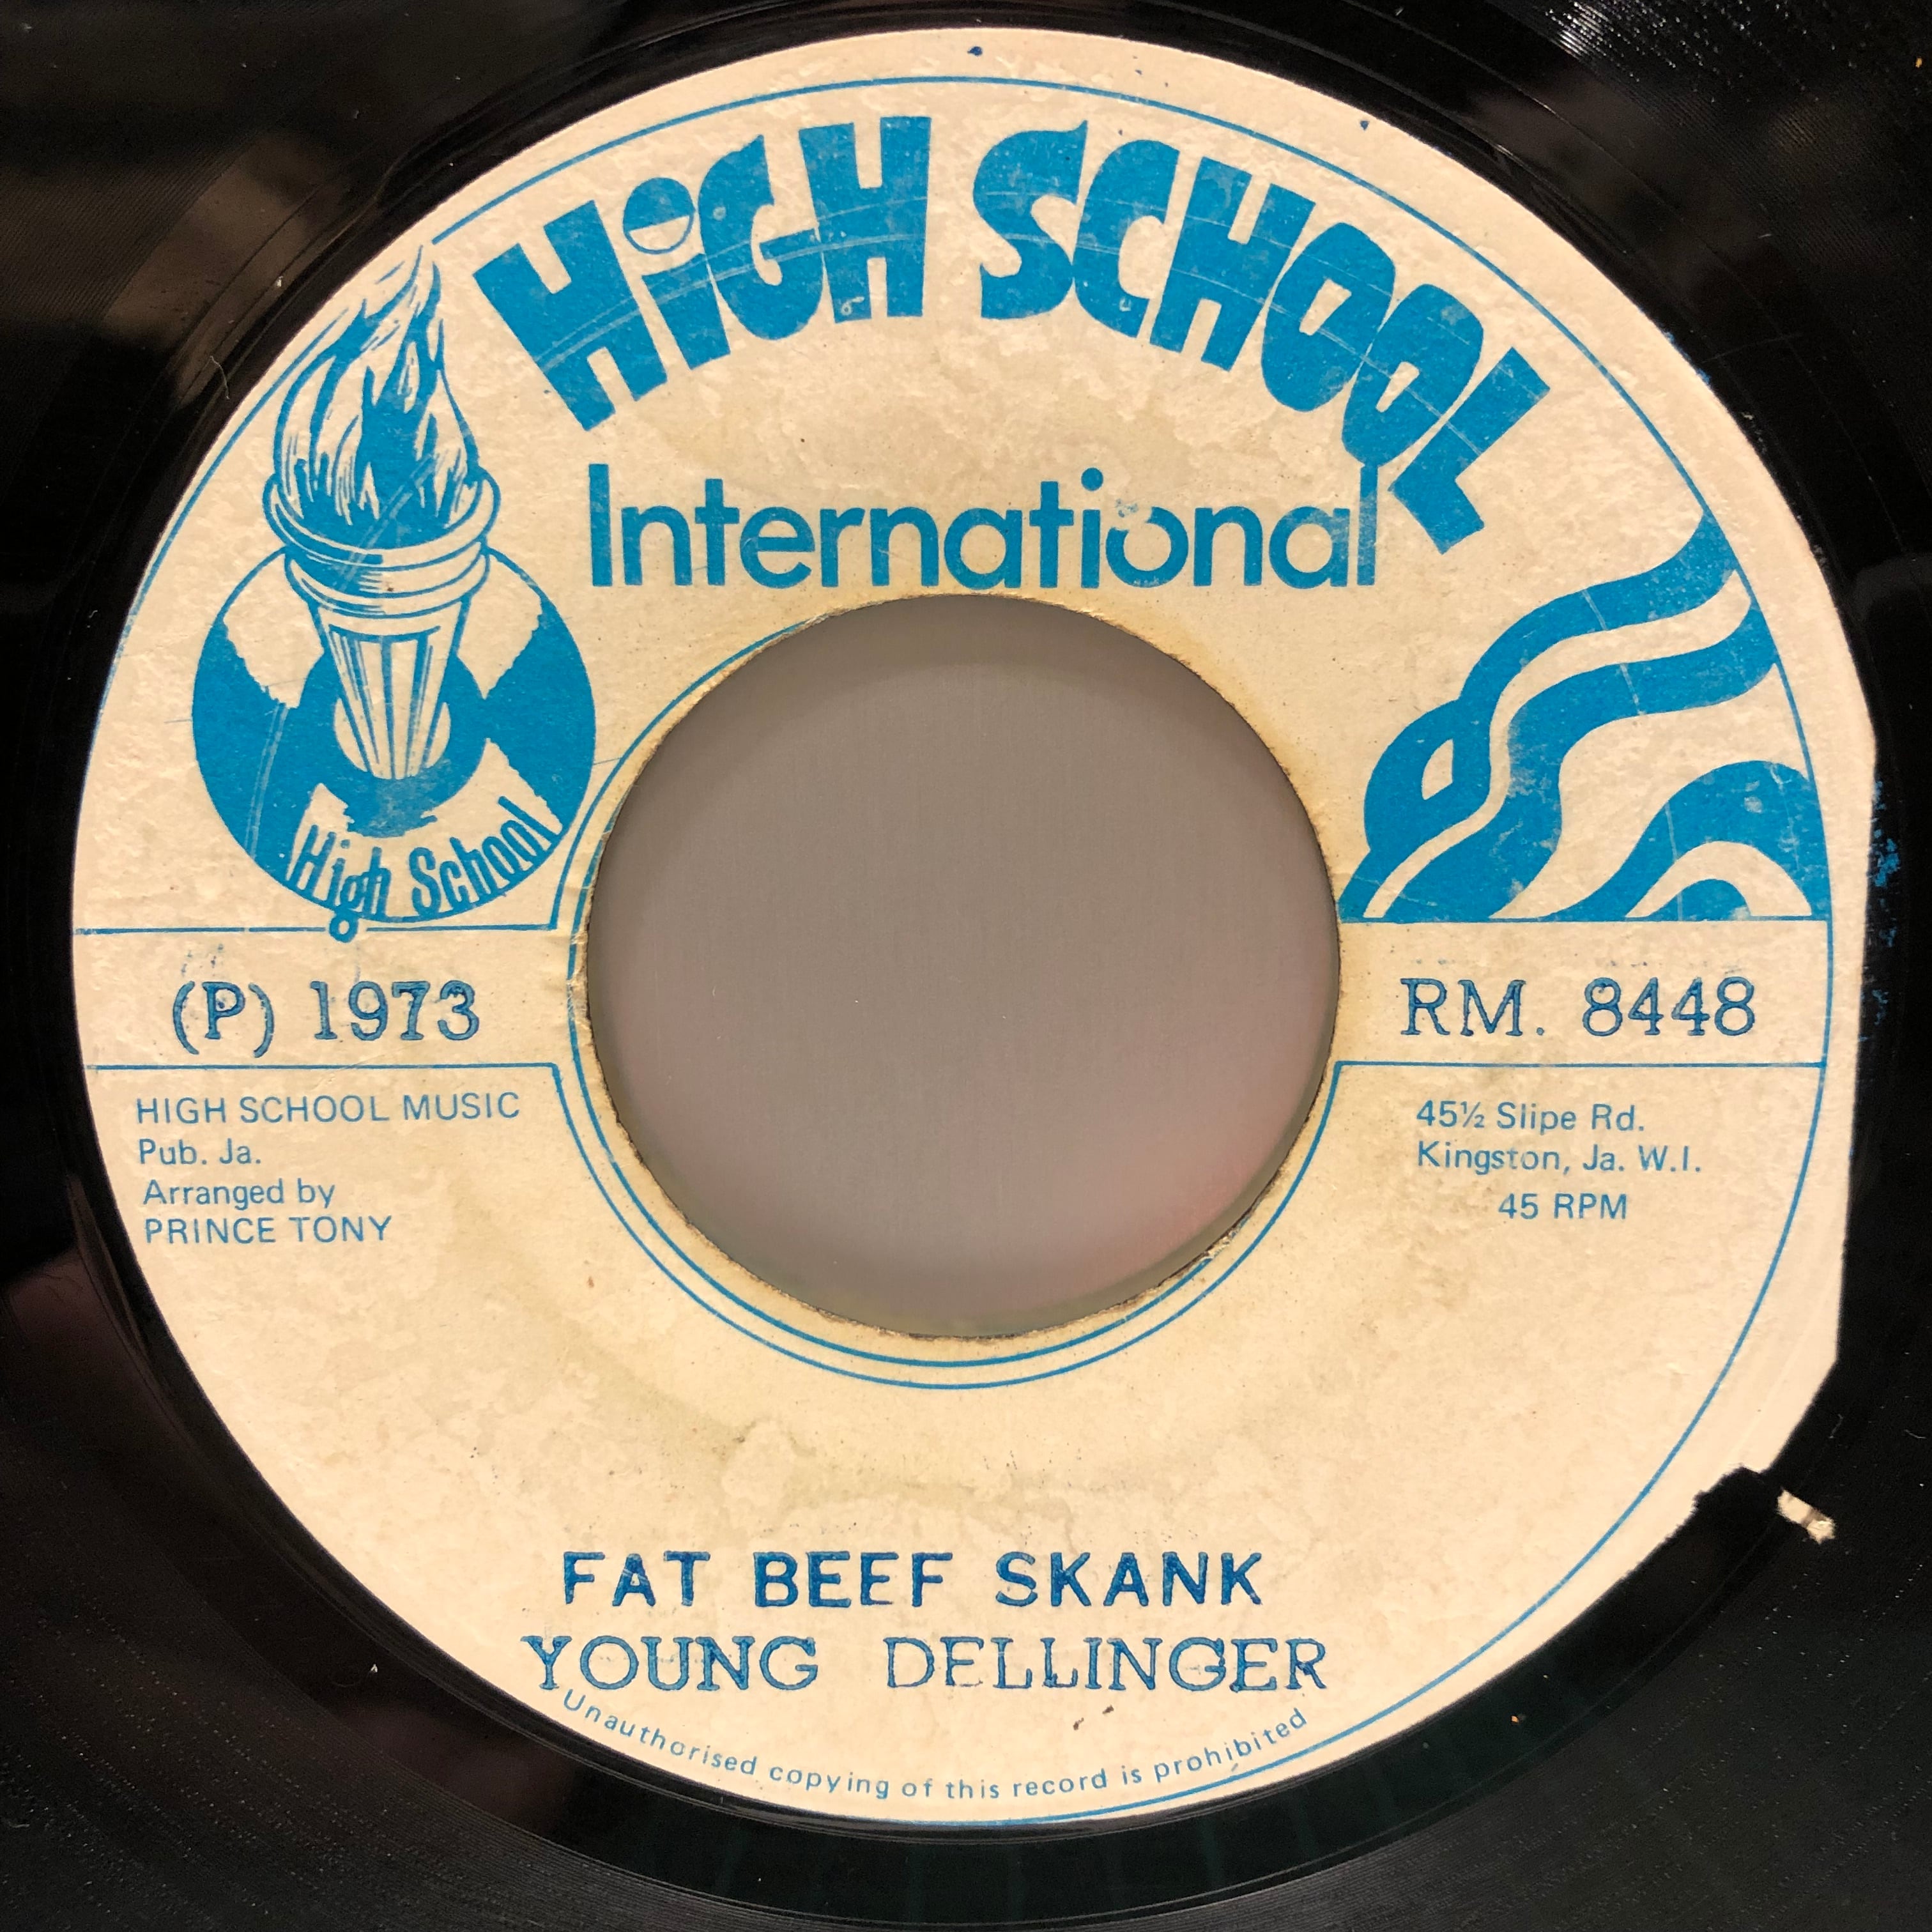 HiGH SCHOOL
International
High School
(P) 1973
RM. 8448
HIGH SCHOOL MUSIC
Pub. Ja.
Arranged by
PRINCE TONY
45½ Slipe Rd.
Kingston, Ja. W.I.
45 RPM
FAT BEEF SKANK
YOUNG DELLINGER
Unauthorised copying of this record is prohibited